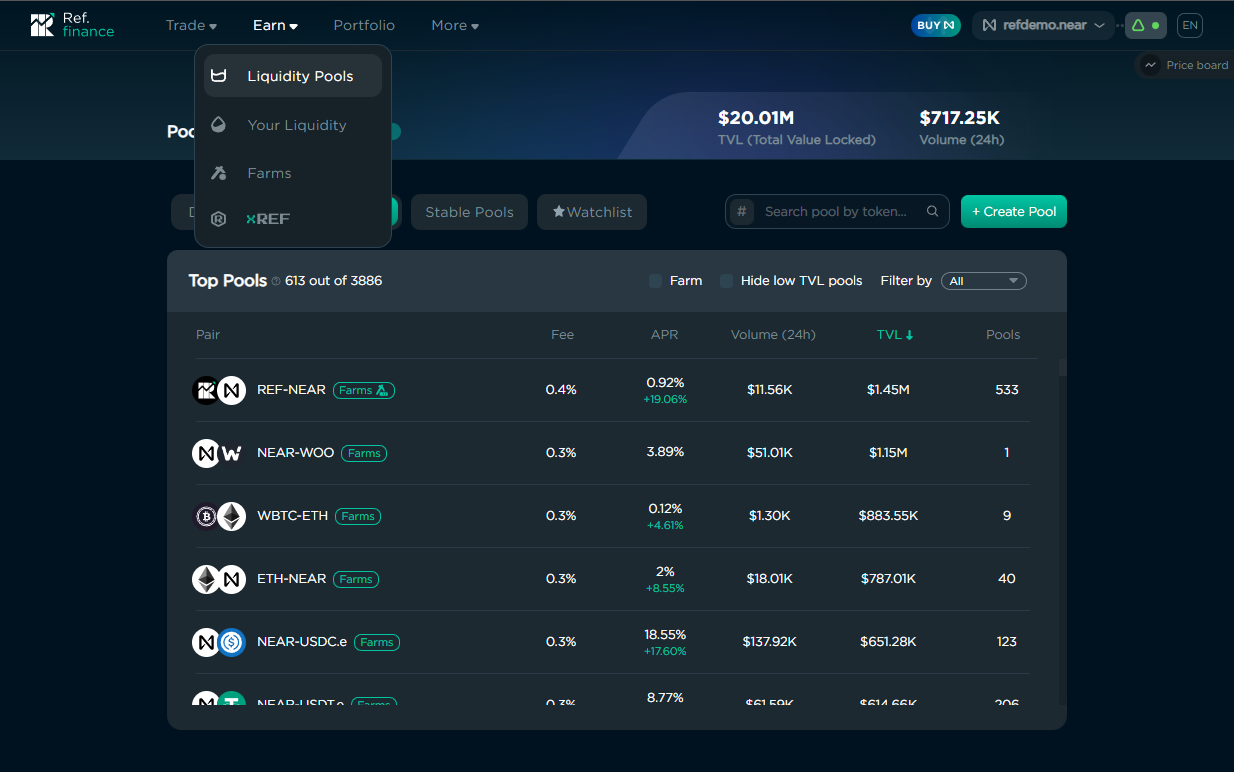 Ref.
finance
Trade Earn Portfolio More BUY refdemo.near EN
Liquidity Pools
Your Liquidity
Farms
xREF
Price board
$20.01M $717.25K
TVL (Total Value Locked) Volume (24h)
Stable Pools Watchlist # Search pool by token... + Create Pool
Top Pools 613 out of 3886 Farm Hide low TVL pools Filter by All
Pair Fee APR Volume (24h) TVL Pools
REF-NEAR Farms 0.4% 0.92% $11.56K $1.45M 533
+19.06%
NEAR-WOO Farms 0.3% 3.89% $51.01K $1.15M 1
WBTC-ETH Farms 0.3% 0.12% $1.30K $883.55K 9
+4.61%
ETH-NEAR Farms 0.3% 2% $18.01K $787.01K 40
+8.55%
NEAR-USDC.e Farms 0.3% 18.55% $137.92K $651.28K 123
+17.60%
NEAR-USDT.e Farms 0.3% 8.77% $61.59K $614.66K 206